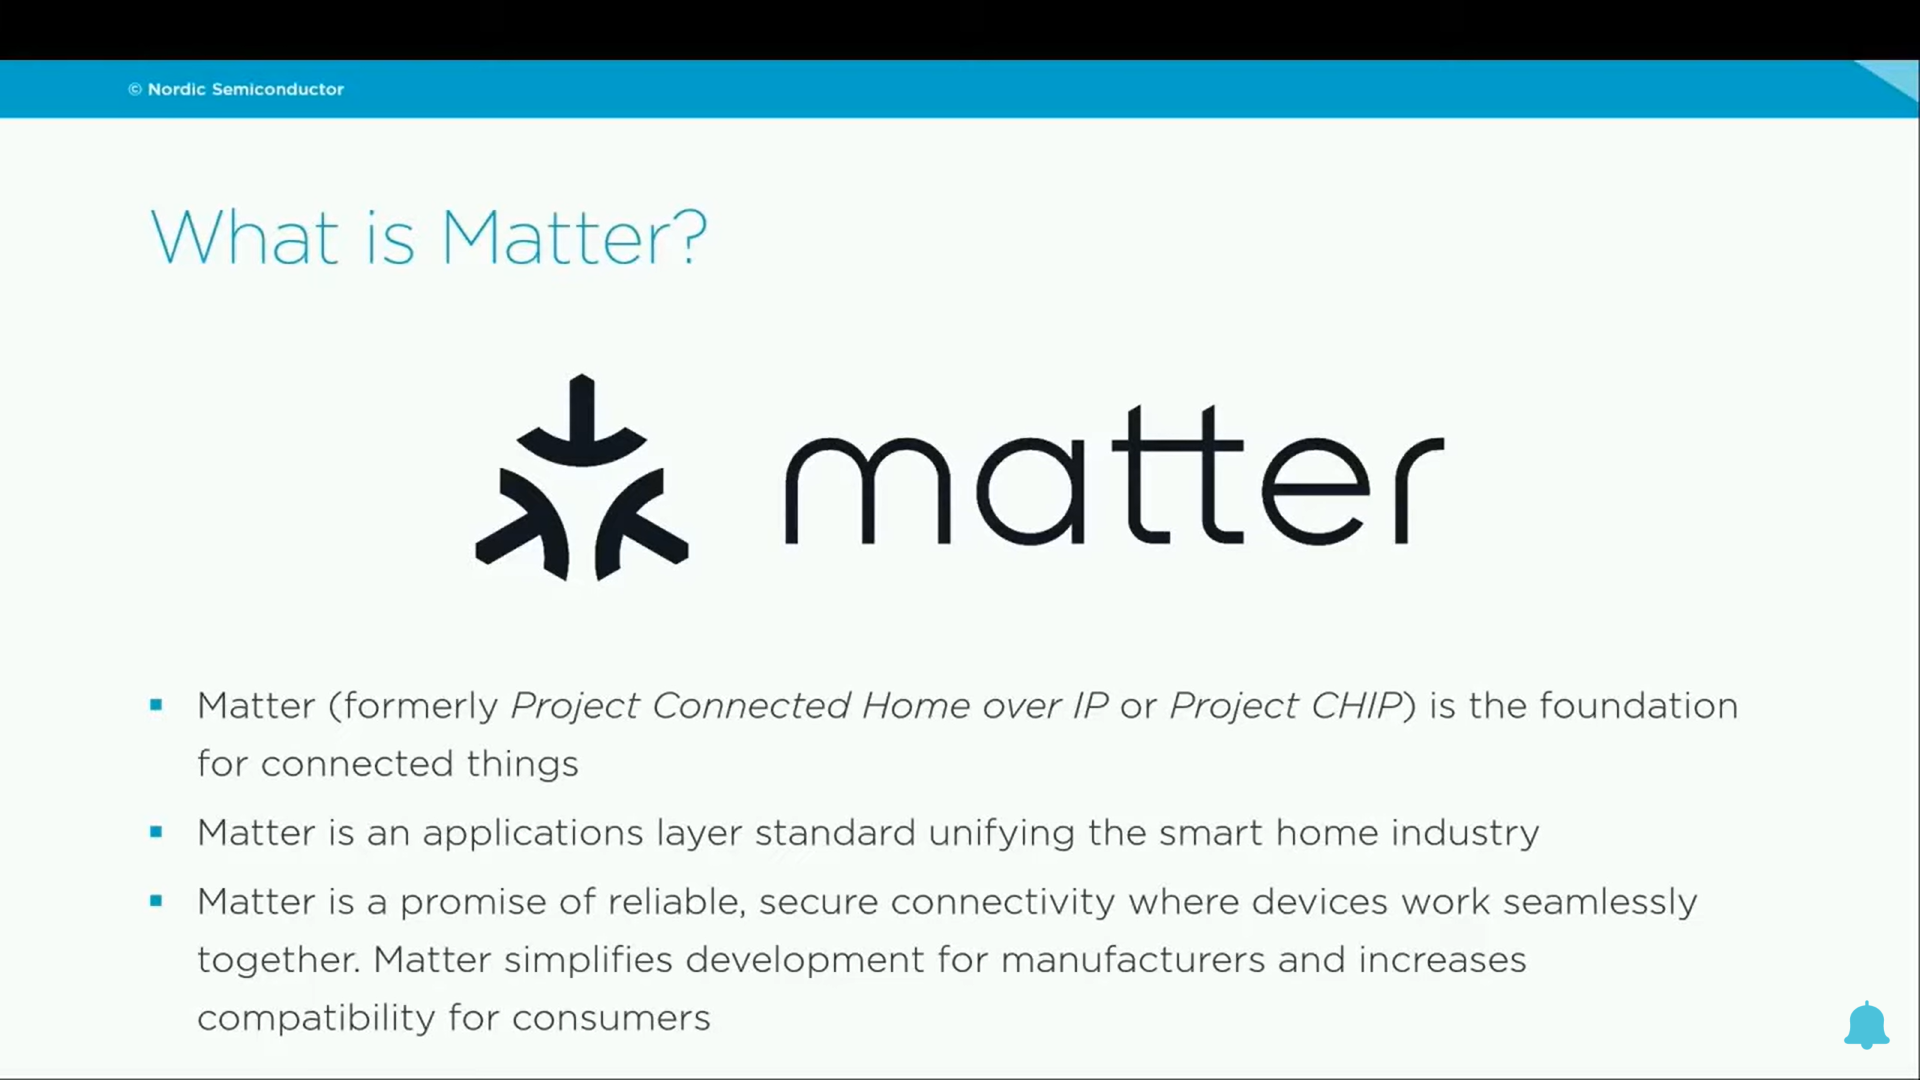 © Nordic Semiconductor
What is Matter?
matter
▪ Matter (formerly Project Connected Home over IP or Project CHIP) is the foundation
for connected things
▪ Matter is an applications layer standard unifying the smart home industry
▪ Matter is a promise of reliable, secure connectivity where devices work seamlessly
together. Matter simplifies development for manufacturers and increases
compatibility for consumers